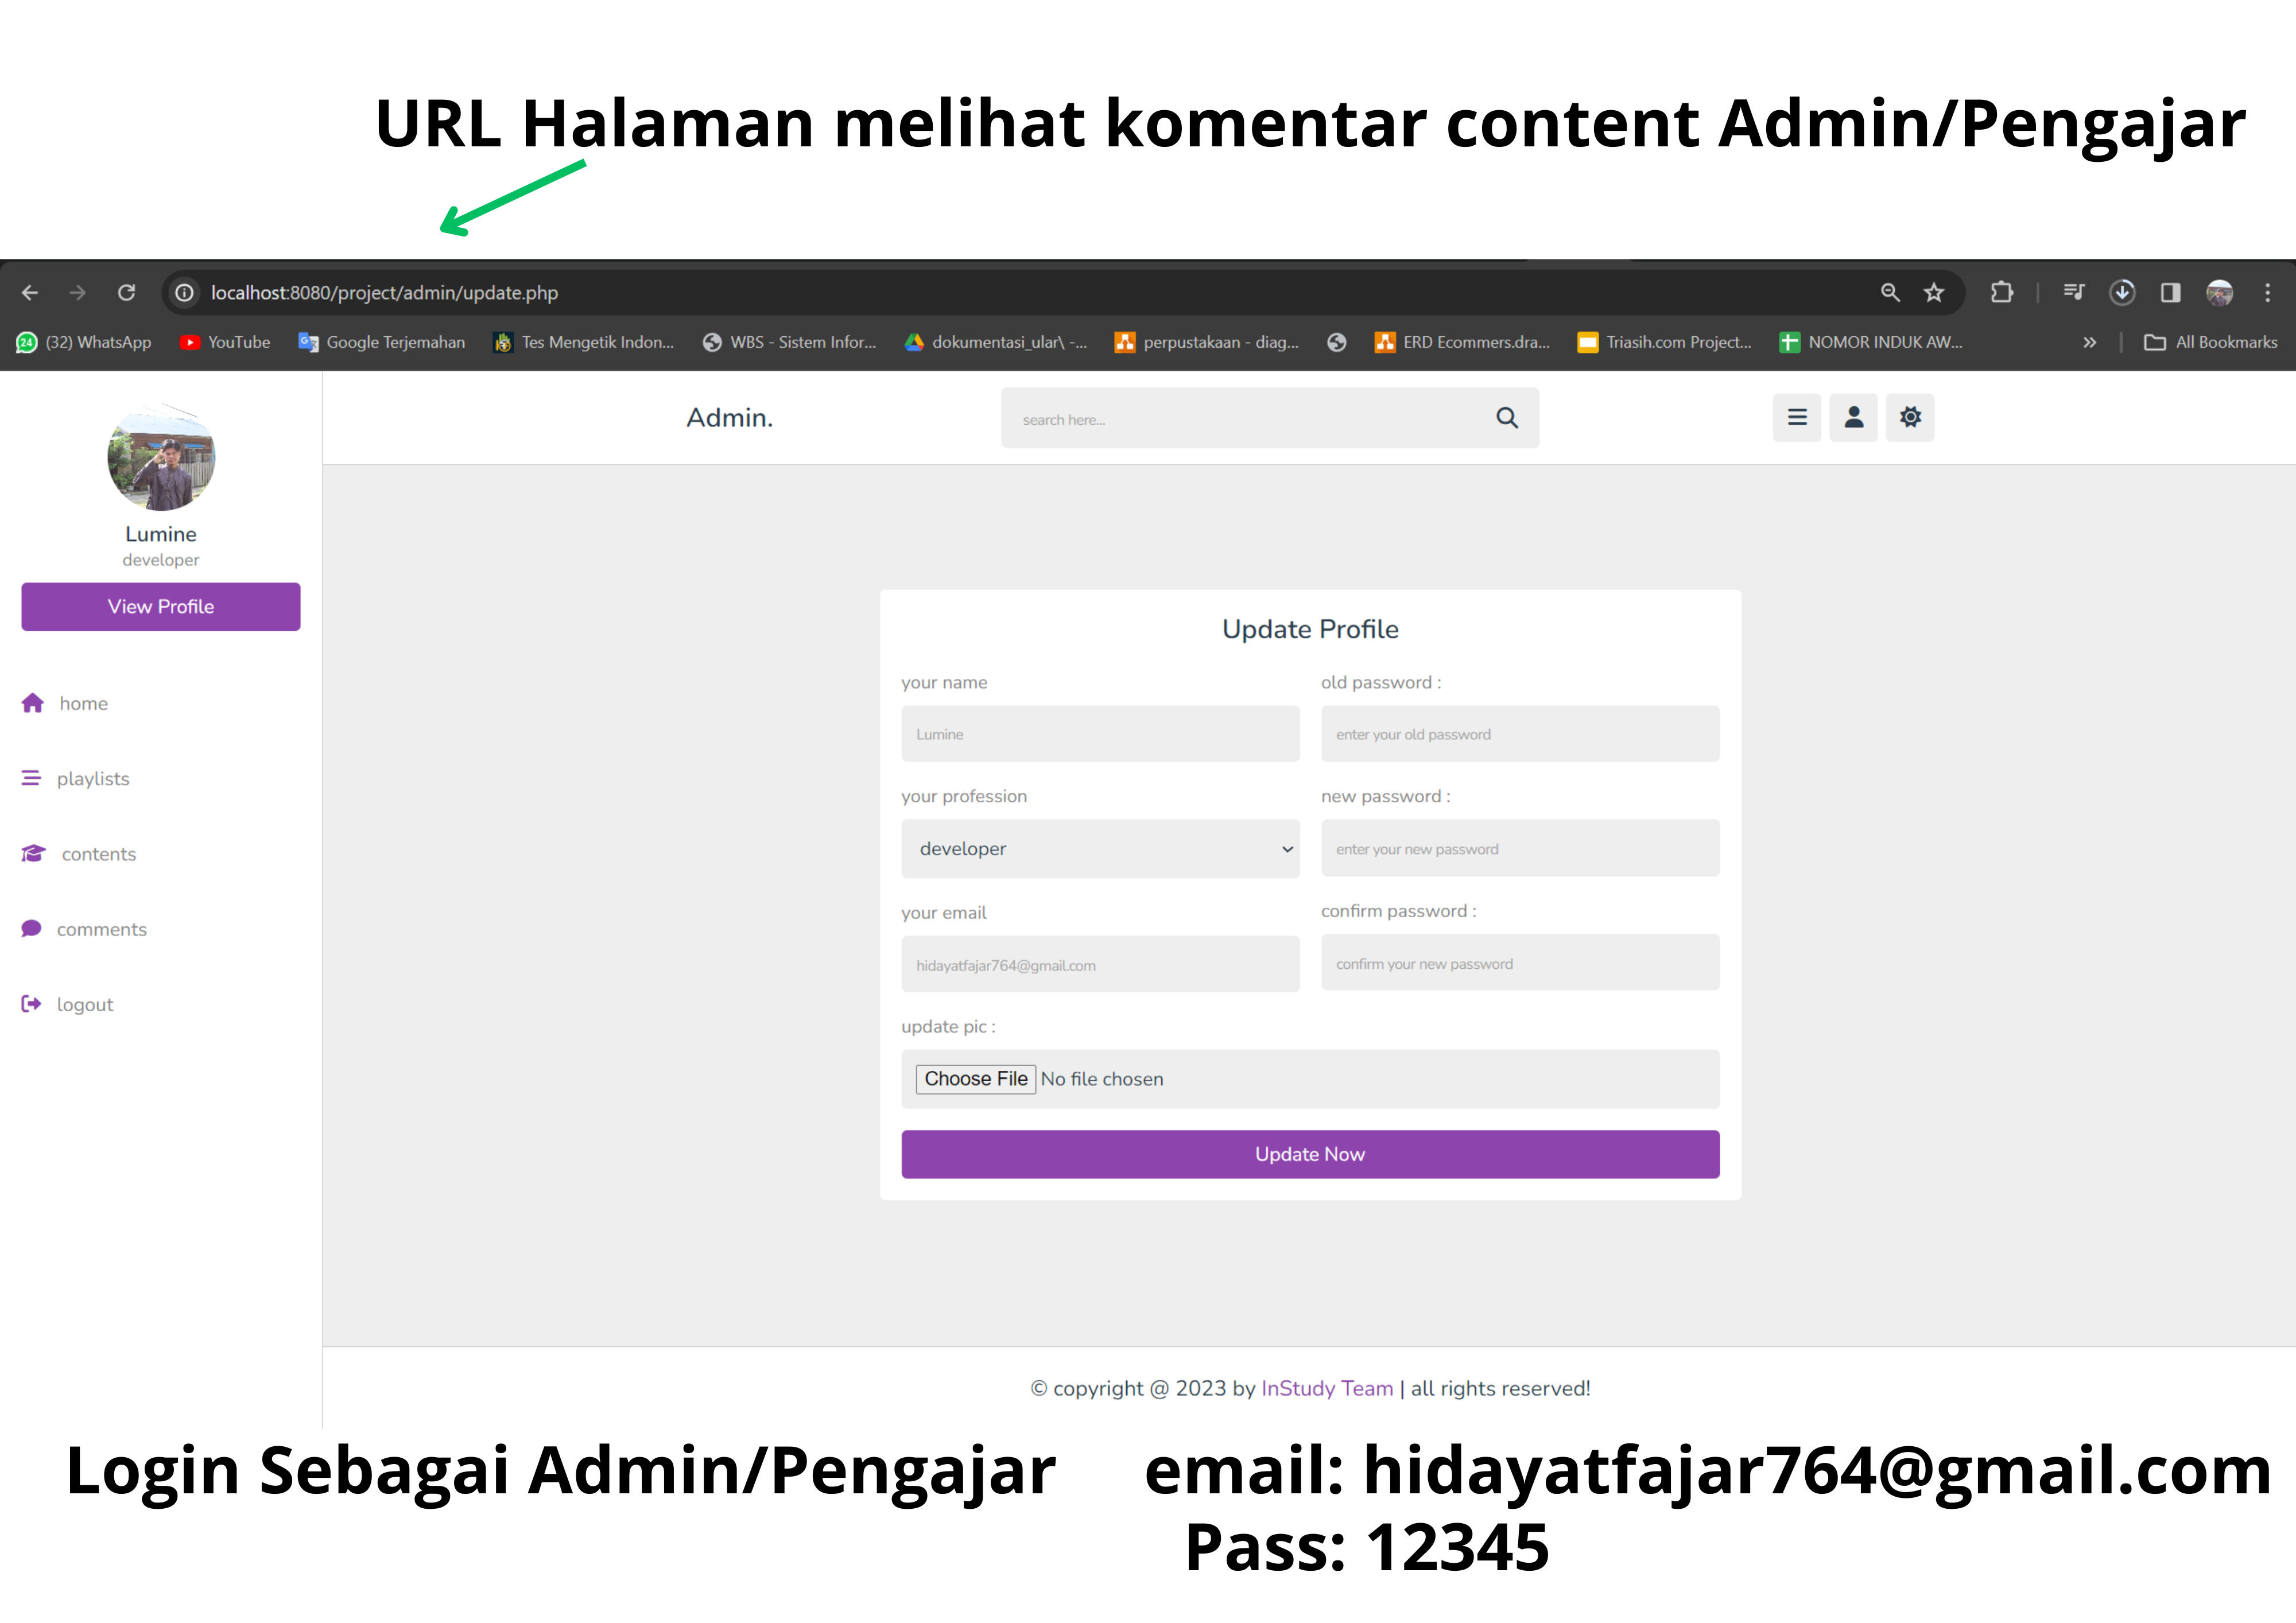 URL Halaman melihat komentar content Admin/Pengajar
localhost:8080/project/admin/update.php
24 (32) WhatsApp YouTube Google Terjemahan Tes Mengetik Indon... WBS - Sistem Infor... dokumentasi_ular\ -... perpustakaan - diag... ERD Ecommers.dra... Triasih.com Project... NOMOR INDUK AW... » All Bookmarks
Admin. search here...
Lumine
developer
View Profile
home
playlists
contents
comments
logout
Update Profile
your name
Lumine
your profession
developer
your email
hidayatfajar764@gmail.com
old password :
enter your old password
new password :
enter your new password
confirm password :
confirm your new password
update pic :
Choose File No file chosen
Update Now
© copyright @ 2023 by InStudy Team | all rights reserved!
Login Sebagai Admin/Pengajar email: hidayatfajar764@gmail.com
Pass: 12345